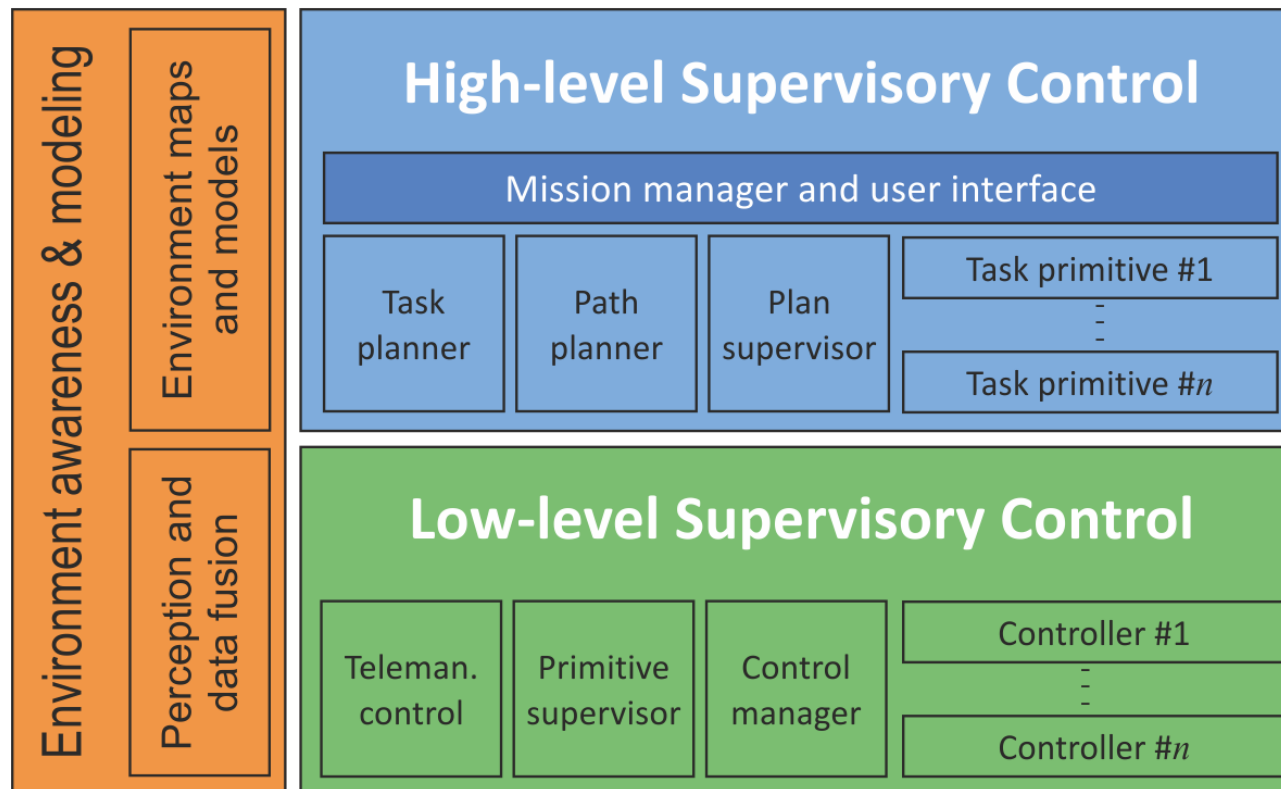 Environment awareness & modeling
Environment maps
and models
Perception and
data fusion
High-level Supervisory Control
Mission manager and user interface
Task
planner
Path
planner
Plan
supervisor
Task primitive #1
Task primitive #n
Low-level Supervisory Control
Teleman.
control
Primitive
supervisor
Control
manager
Controller #1
Controller #n